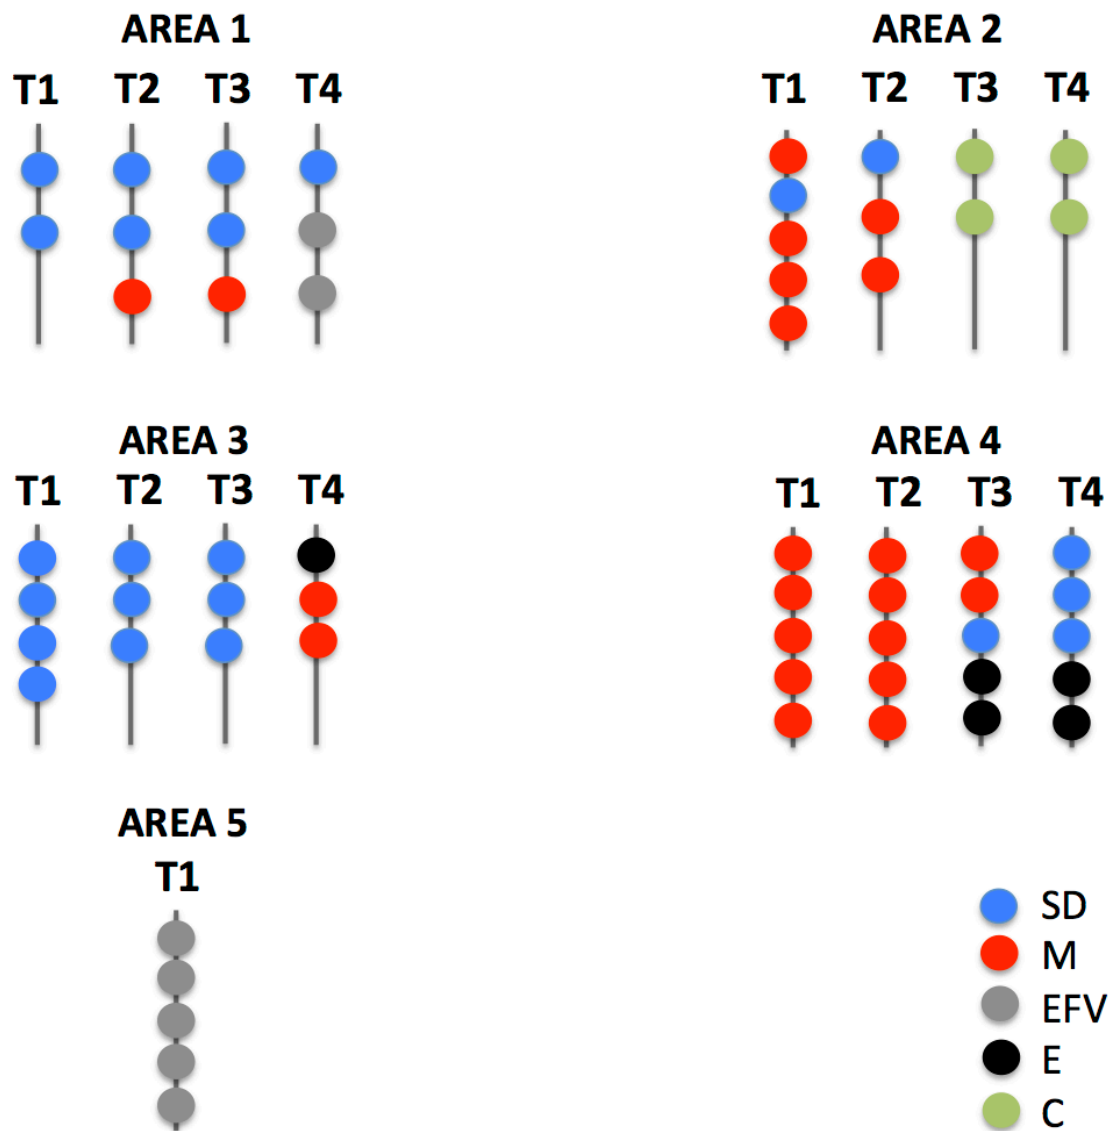 AREA 1
T1 T2 T3 T4
AREA 2
T1 T2 T3 T4
AREA 3
T1 T2 T3 T4
AREA 4
T1 T2 T3 T4
AREA 5
T1
SD
M
EFV
E
C